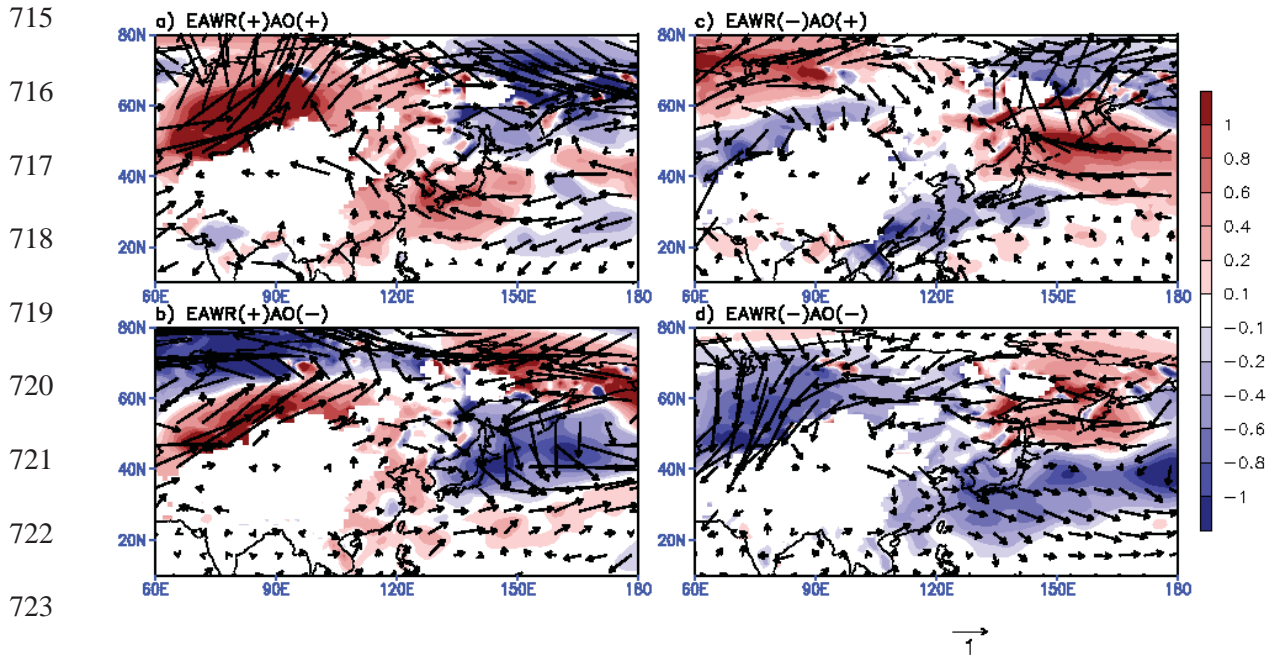 715
716
717
718
719
720
721
722
723
a) EAWR(+)AO(+)
80N
60N
40N
20N
60E 90E 120E 150E 180
c) EAWR(−)AO(+)
80N
60N
40N
20N
60E 90E 120E 150E 180
b) EAWR(+)AO(−)
80N
60N
40N
20N
60E 90E 120E 150E 180
d) EAWR(−)AO(−)
80N
60N
40N
20N
60E 90E 120E 150E 180
1
0.8
0.6
0.4
0.2
0.1
−0.1
−0.2
−0.4
−0.6
−0.8
−1
1